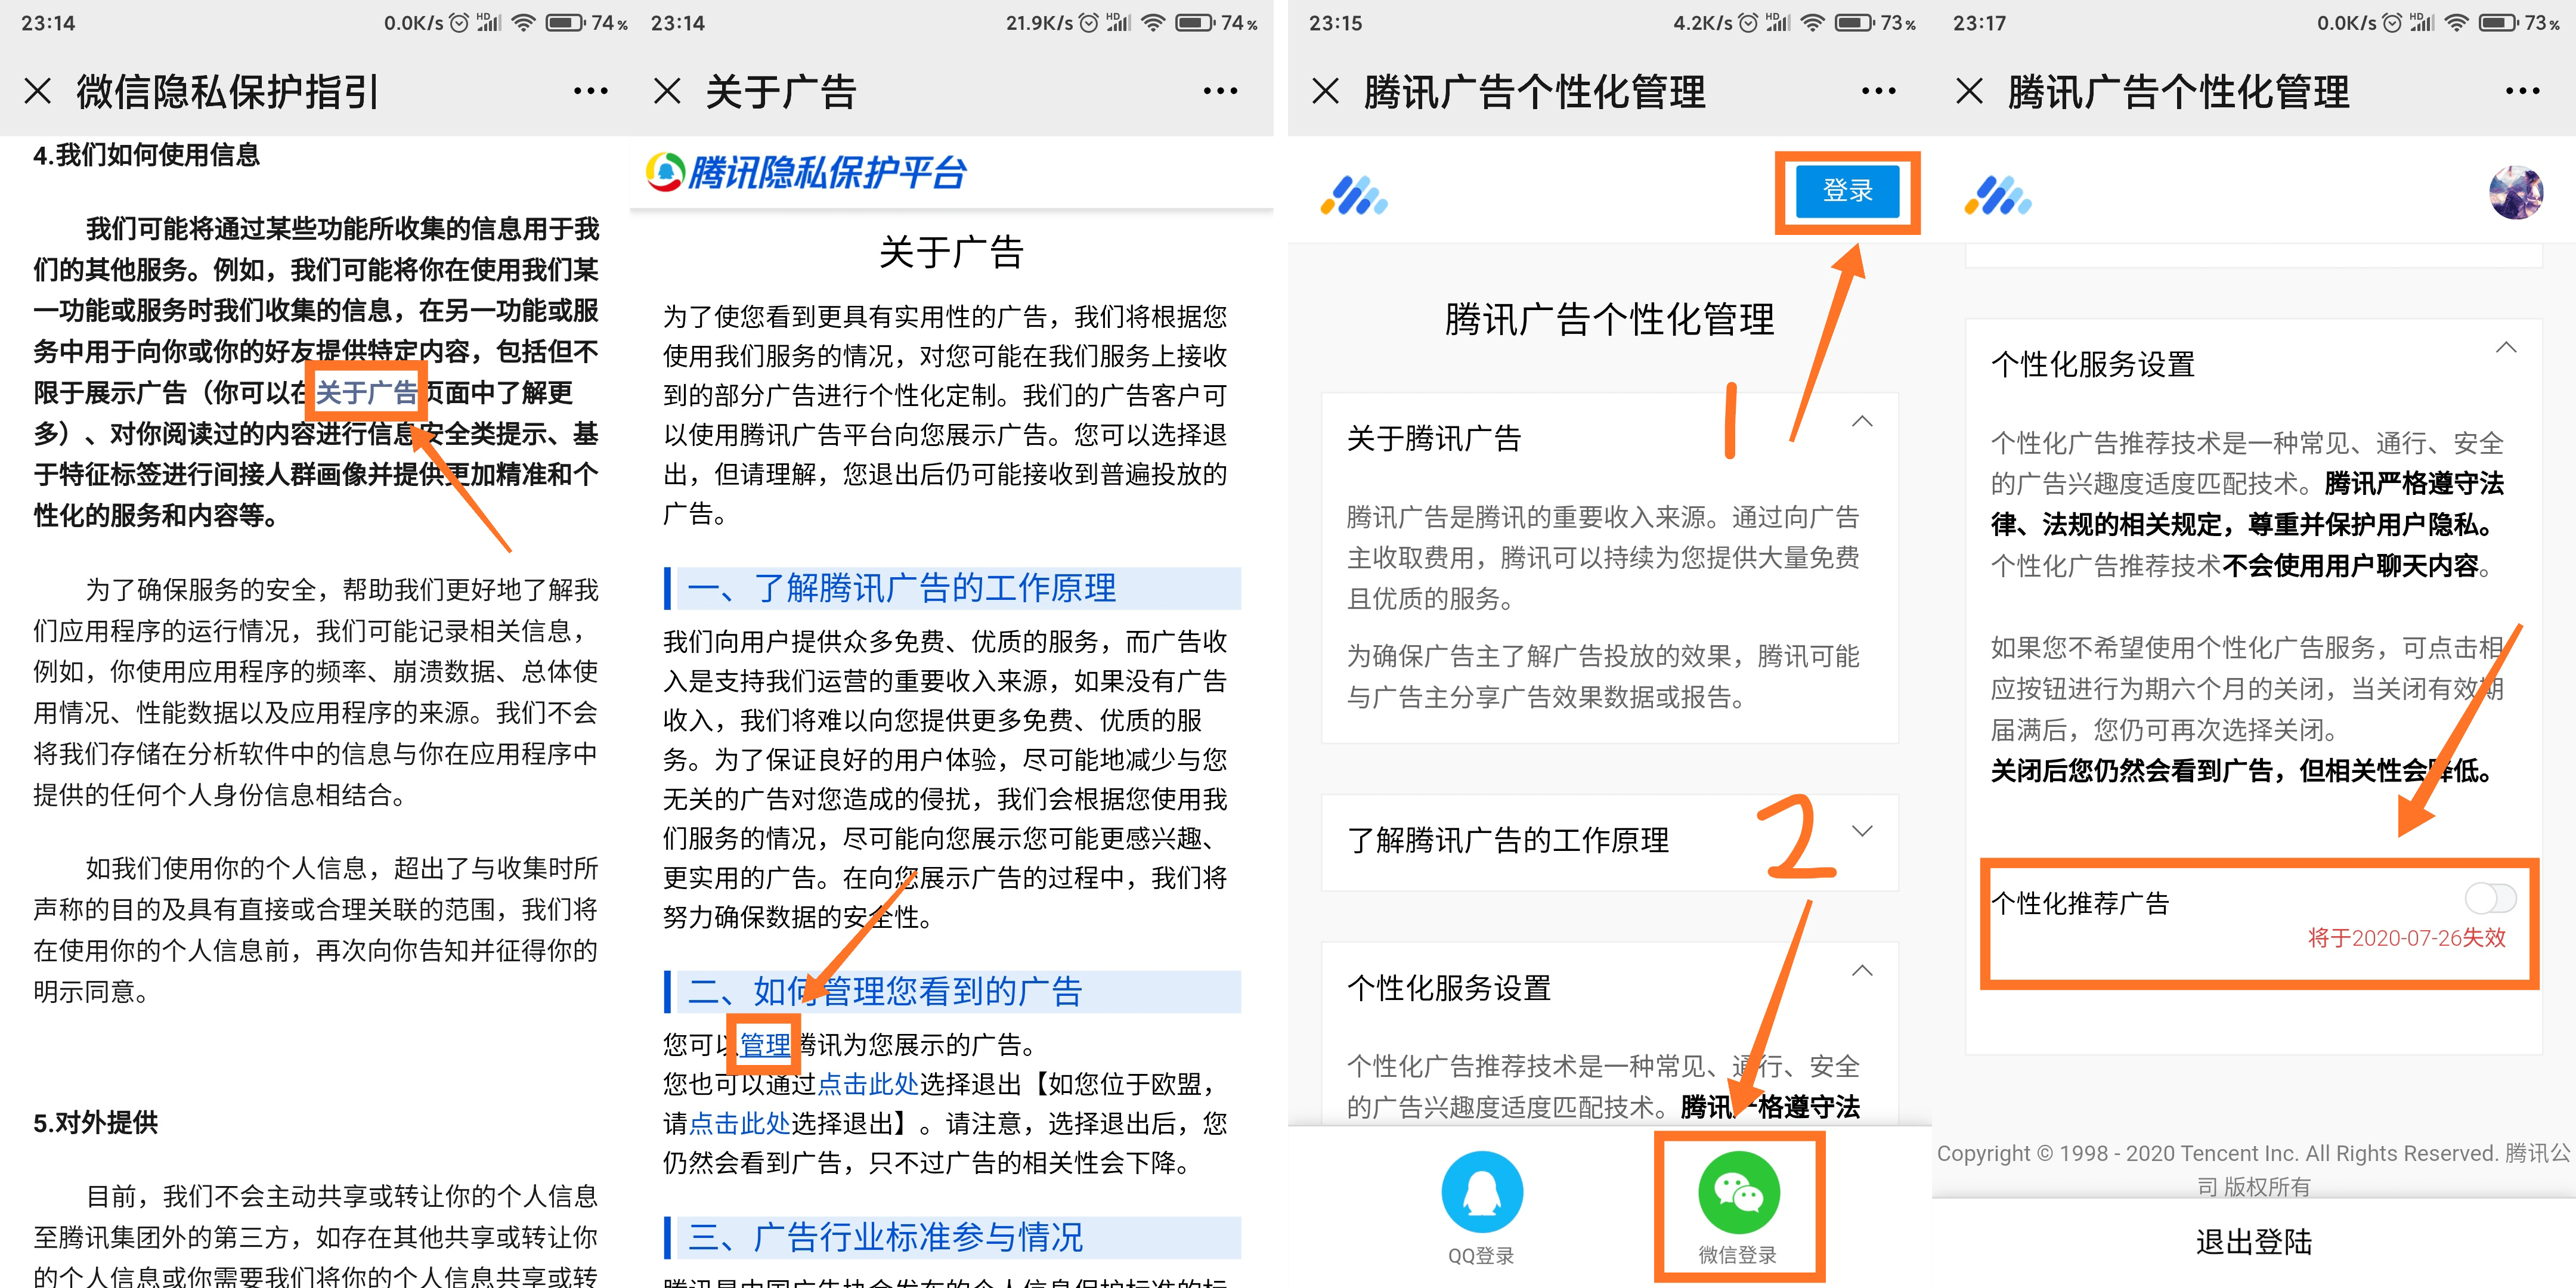 23:14
0.0K/s HD 74%
微信隐私保护指引
4.我们如何使用信息
我们可能将通过某些功能所收集的信息用于我
们的其他服务。例如，我们可能将你在使用我们某
一功能或服务时我们收集的信息，在另一功能或服
务中用于向你或你的好友提供特定内容，包括但不
限于展示广告（你可以在关于广告页面中了解更
多）、对你阅读过的内容进行信息安全类提示、基
于特征标签进行间接人群画像并提供更加精准和个
性化的服务和内容等。
为了确保服务的安全，帮助我们更好地了解我
们应用程序的运行情况，我们可能记录相关信息，
例如，你使用应用程序的频率、崩溃数据、总体使
用情况、性能数据以及应用程序的来源。我们不会
将我们存储在分析软件中的信息与你在应用程序中
提供的任何个人身份信息相结合。
如我们使用你的个人信息，超出了与收集时所
声称的目的及具有直接或合理关联的范围，我们将
在使用你的个人信息前，再次向你告知并征得你的
明示同意。
5.对外提供
目前，我们不会主动共享或转让你的个人信息
至腾讯集团外的第三方，如存在其他共享或转让你
的个人信息或你需要我们将你的个人信息共享或转
23:14
21.9K/s HD 74%
关于广告
腾讯隐私保护平台
关于广告
为了使您看到更具有实用性的广告，我们将根据您
使用我们服务的情况，对您可能在我们服务上接收
到的部分广告进行个性化定制。我们的广告客户可
以使用腾讯广告平台向您展示广告。您可以选择退
出，但请理解，您退出后仍可能接收到普遍投放的
广告。
一、了解腾讯广告的工作原理
我们向用户提供众多免费、优质的服务，而广告收
入是支持我们运营的重要收入来源，如果没有广告
收入，我们将难以向您提供更多免费、优质的服
务。为了保证良好的用户体验，尽可能地减少与您
无关的广告对您造成的侵扰，我们会根据您使用我
们服务的情况，尽可能向您展示您可能更感兴趣、
更实用的广告。在向您展示广告的过程中，我们将
努力确保数据的安全性。
二、如何管理您看到的广告
您可以管理腾讯为您展示的广告。
您也可以通过点击此处选择退出【如您位于欧盟，
请点击此处选择退出】。请注意，选择退出后，您
仍然会看到广告，只不过广告的相关性会下降。
三、广告行业标准参与情况
腾讯是中国广告协会发布的个人信息保护标准的标
23:15
4.2K/s HD 73%
腾讯广告个性化管理
登录
腾讯广告个性化管理
1
关于腾讯广告
腾讯广告是腾讯的重要收入来源。通过向广告
主收取费用，腾讯可以持续为您提供大量免费
且优质的服务。
为确保广告主了解广告投放的效果，腾讯可能
与广告主分享广告效果数据或报告。
了解腾讯广告的工作原理
2
个性化服务设置
个性化广告推荐技术是一种常见、通行、安全
的广告兴趣度适度匹配技术。腾讯严格遵守法
QQ登录
微信登录
23:17
0.0K/s HD 73%
腾讯广告个性化管理
个性化服务设置
个性化广告推荐技术是一种常见、通行、安全
的广告兴趣度适度匹配技术。腾讯严格遵守法
律、法规的相关规定，尊重并保护用户隐私。
个性化广告推荐技术不会使用用户聊天内容。
如果您不希望使用个性化广告服务，可点击相
应按钮进行为期六个月的关闭，当关闭有效期
届满后，您仍可再次选择关闭。
关闭后您仍然会看到广告，但相关性会降低。
个性化推荐广告
将于2020-07-26失效
Copyright © 1998 - 2020 Tencent Inc. All Rights Reserved. 腾讯公
司 版权所有
退出登陆